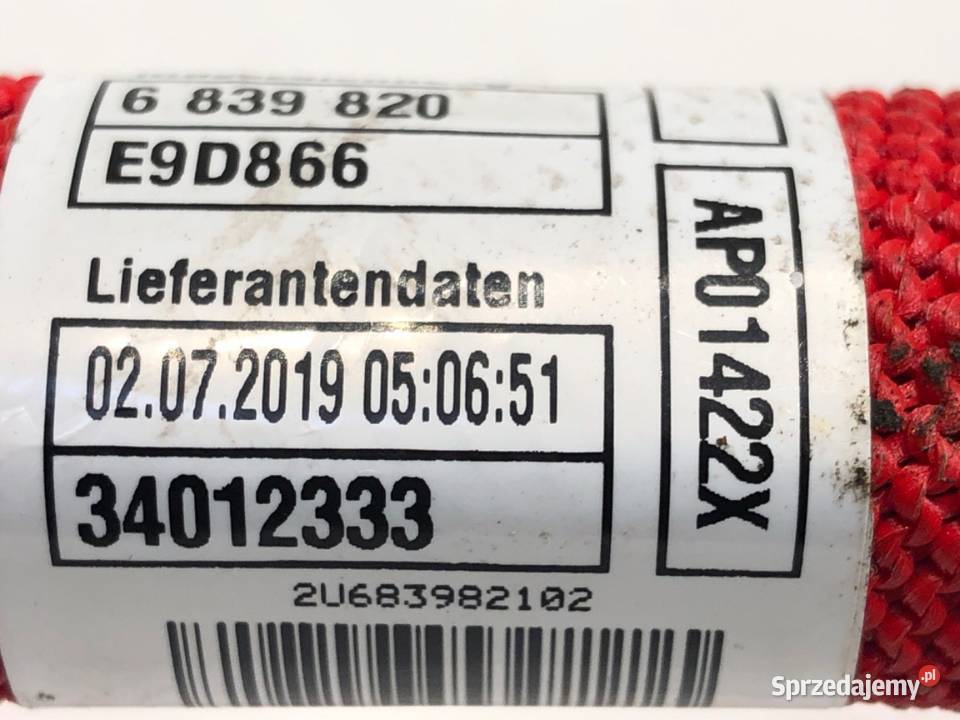 6 839 820
E9D866
Lieferantendaten
02.07.2019 05:06:51
34012333
AP01422X
2U683982102
Sprzedajemy.pl